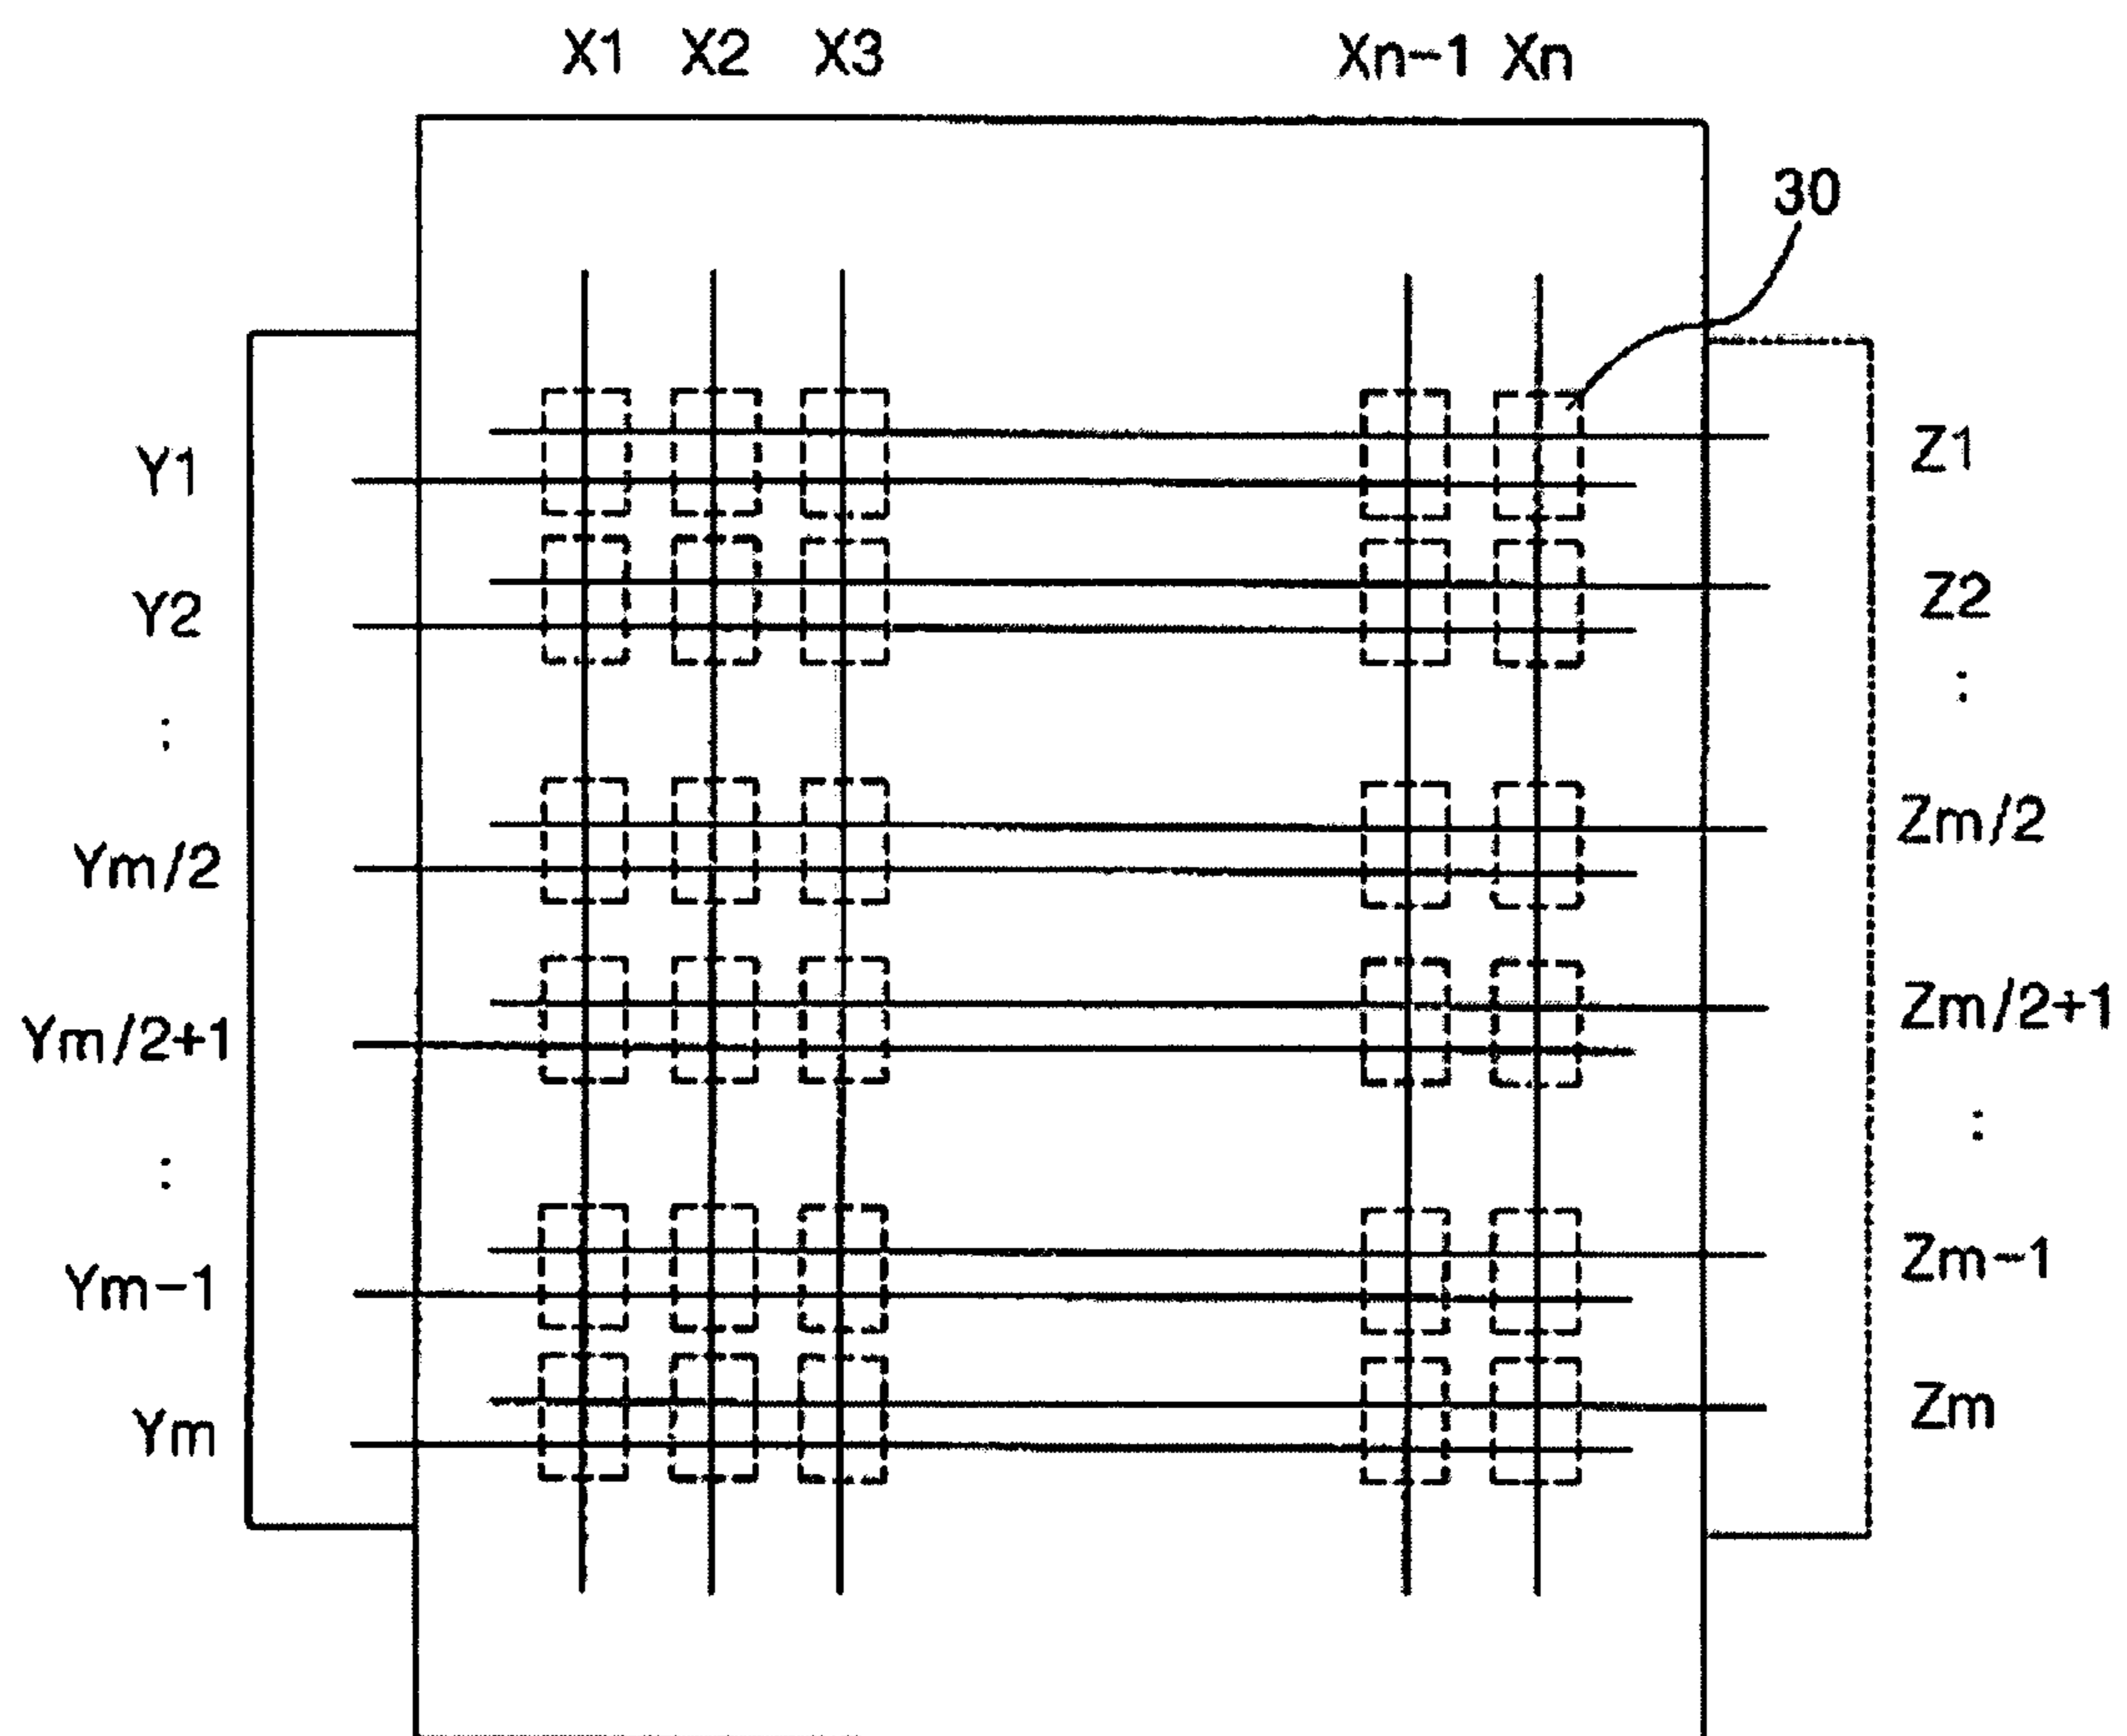 X1 X2 X3 Xn-1 Xn
30
Y1 Z1
Y2 Z2
: :
Ym/2 Zm/2
Ym/2+1 Zm/2+1
: :
Ym-1 Zm-1
Ym Zm